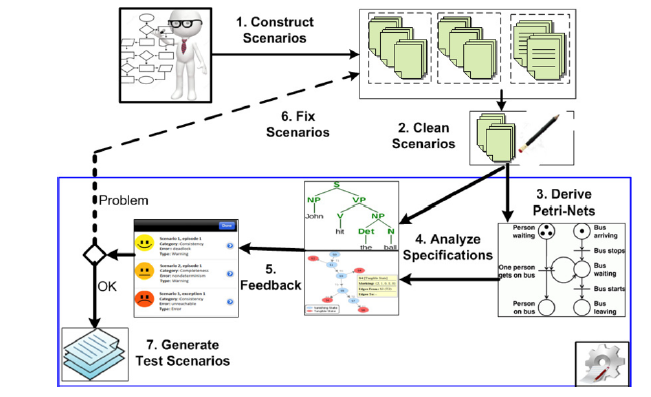 1. Construct
Scenarios
6. Fix
Scenarios
2. Clean
Scenarios
Problem
OK
3. Derive
Petri-Nets
Person
waiting
Bus
arriving
Bus stops
One person
gets on bus
Bus
waiting
Bus starts
Person
on bus
Bus
leaving
S
NP
VP
John
V
NP
hit
Det
N
the
ball
4. Analyze
Specifications
5.
Feedback
Scenario 1, episode 1
Category: Consistency
Error: deadlock
Type: Warning
Scenario 2, episode 1
Category: Completeness
Error: nondeterminism
Type: Warning
Scenario 1, exception 1
Category: Consistency
Error: unreachable
Type: Error
7. Generate
Test Scenarios